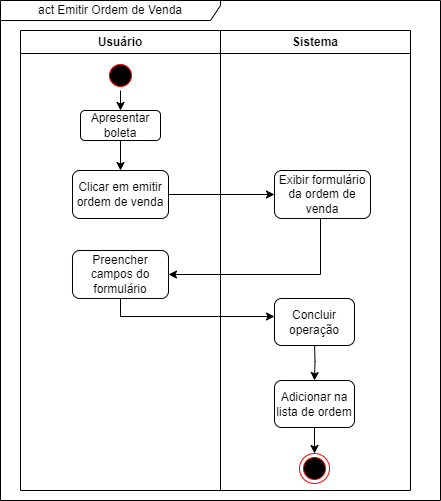 act Emitir Ordem de Venda
Usuário
Sistema
Apresentar
boleta
Clicar em emitir
ordem de venda
Exibir formulário
da ordem de
venda
Preencher
campos do
formulário
Concluir
operação
Adicionar na
lista de ordem